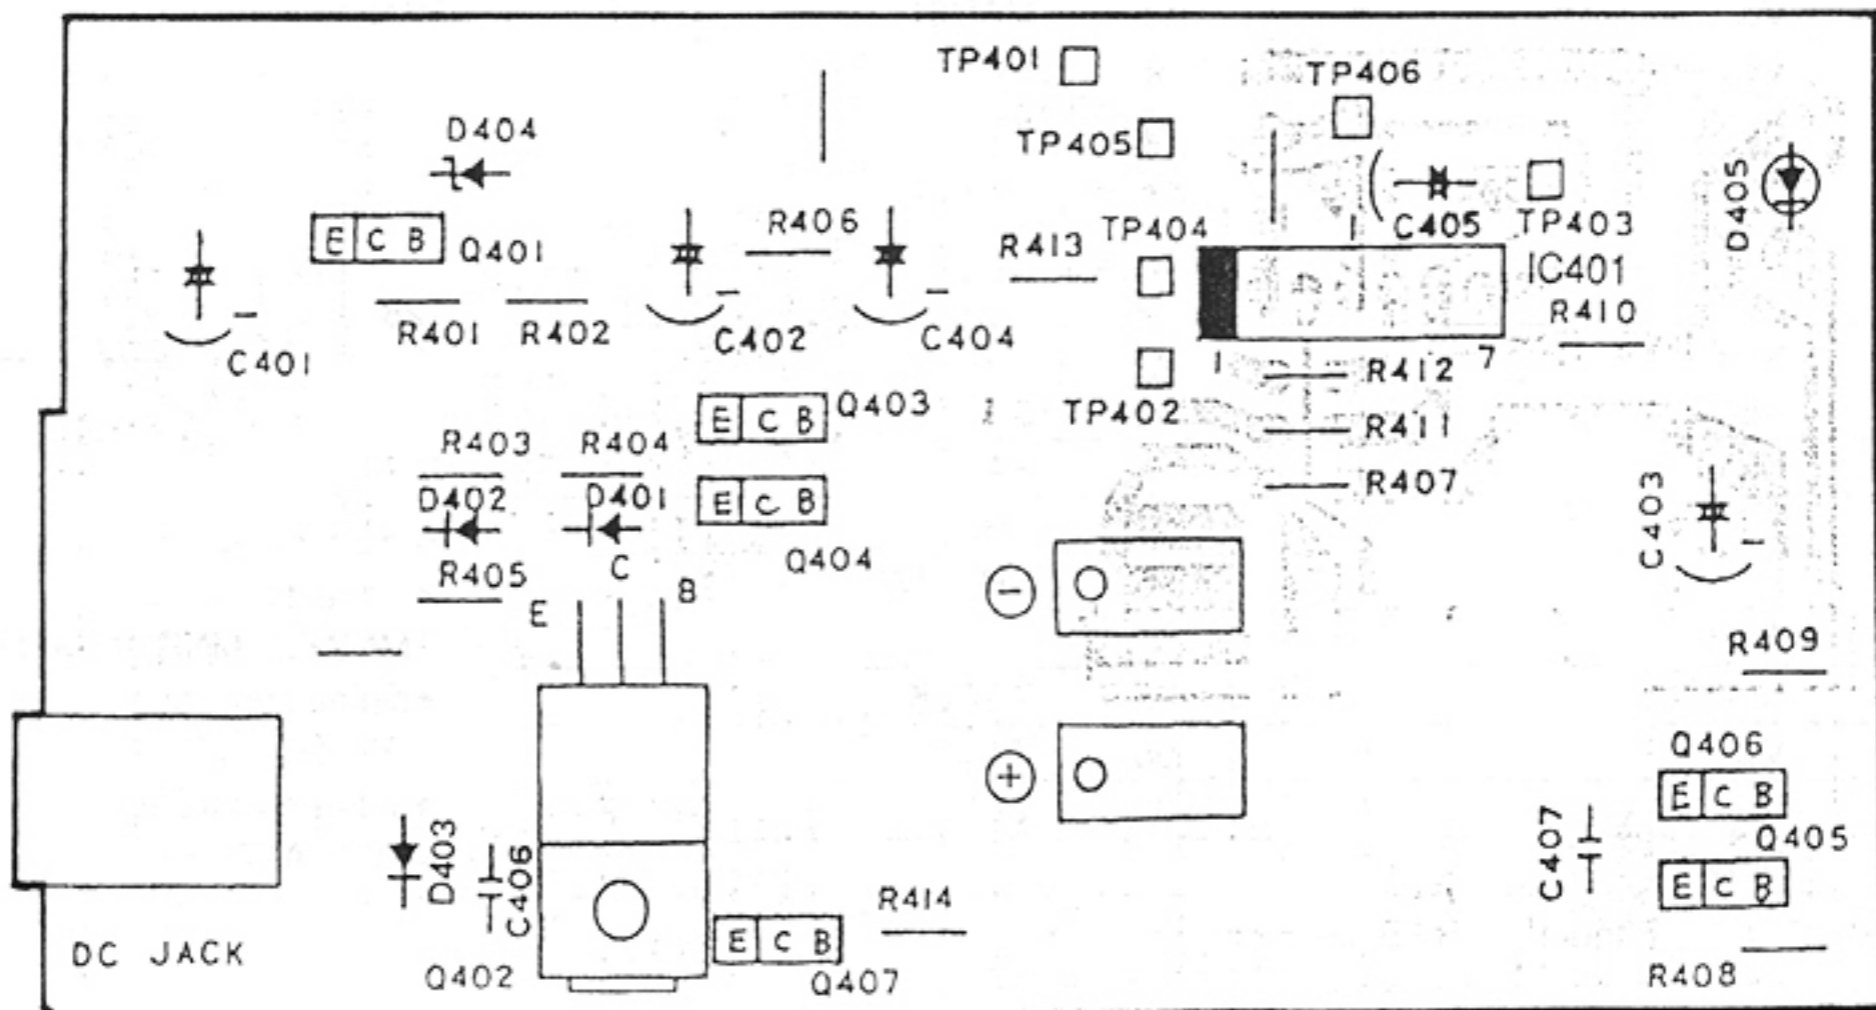 TP401
TP406
D404
TP405
D405
E C B
Q401
R406
R413
TP404
C405
TP403
IC401
R401
R402
C402
C404
R410
C401
1
7
R412
E C B
Q403
TP402
R411
R403
R404
R407
D402
D401
E C B
C403
Q404
R405
C
B
E
−
R409
Q406
+
E C B
D403
C406
C407
Q405
E C B
R414
E C B
DC JACK
Q402
Q407
R408